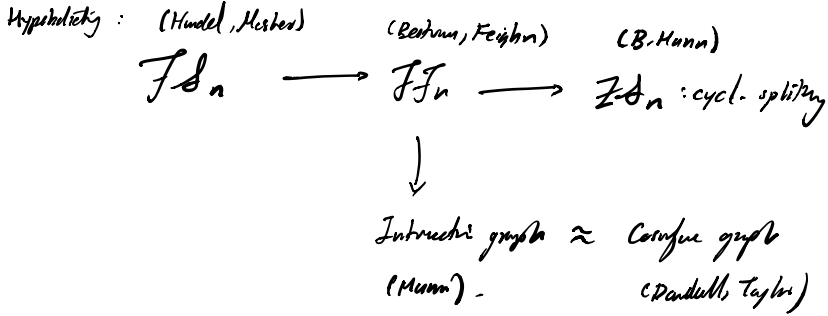 Hyperbolicity : (Handel, Mosher) (Bestvina, Feighn) (B. Mann)
FS_n → FF_n → ZS_n : cycl. splitting
↓
Intersection graph ≈ Cosurface graph
(Mann). (Dowdall, Taylor)